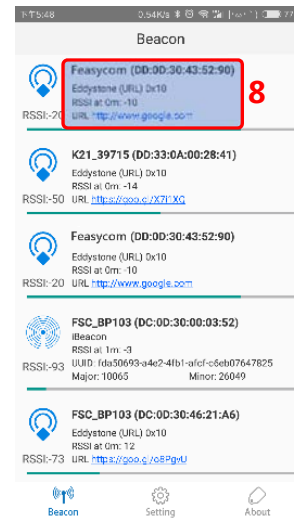 下午5:48 0.54K/s 77
Beacon
Feasycom (DD:0D:30:43:52:90)
Eddystone (URL) 0x10
RSSI at 0m: -10
RSSI:-20 URL http://www.google.com
8
K21_39715 (DD:33:0A:00:28:41)
Eddystone (URL) 0x10
RSSI at 0m: -14
RSSI:-50 URL https://goo.g/X7i1XQ
Feasycom (DD:0D:30:43:52:90)
Eddystone (URL) 0x10
RSSI at 0m: -10
RSSI:-20 URL http://www.google.com
FSC_BP103 (DC:0D:30:00:03:52)
iBeacon
RSSI at 1m: -3
RSSI:-93 UUID: fda50693-a4e2-4fb1-afcf-c6eb07647825
Major: 10065 Minor: 26049
FSC_BP103 (DC:0D:30:46:21:A6)
Eddystone (URL) 0x10
RSSI at 0m: 12
RSSI:-73 URL https://goo.g/o8PgvU
Beacon Setting About